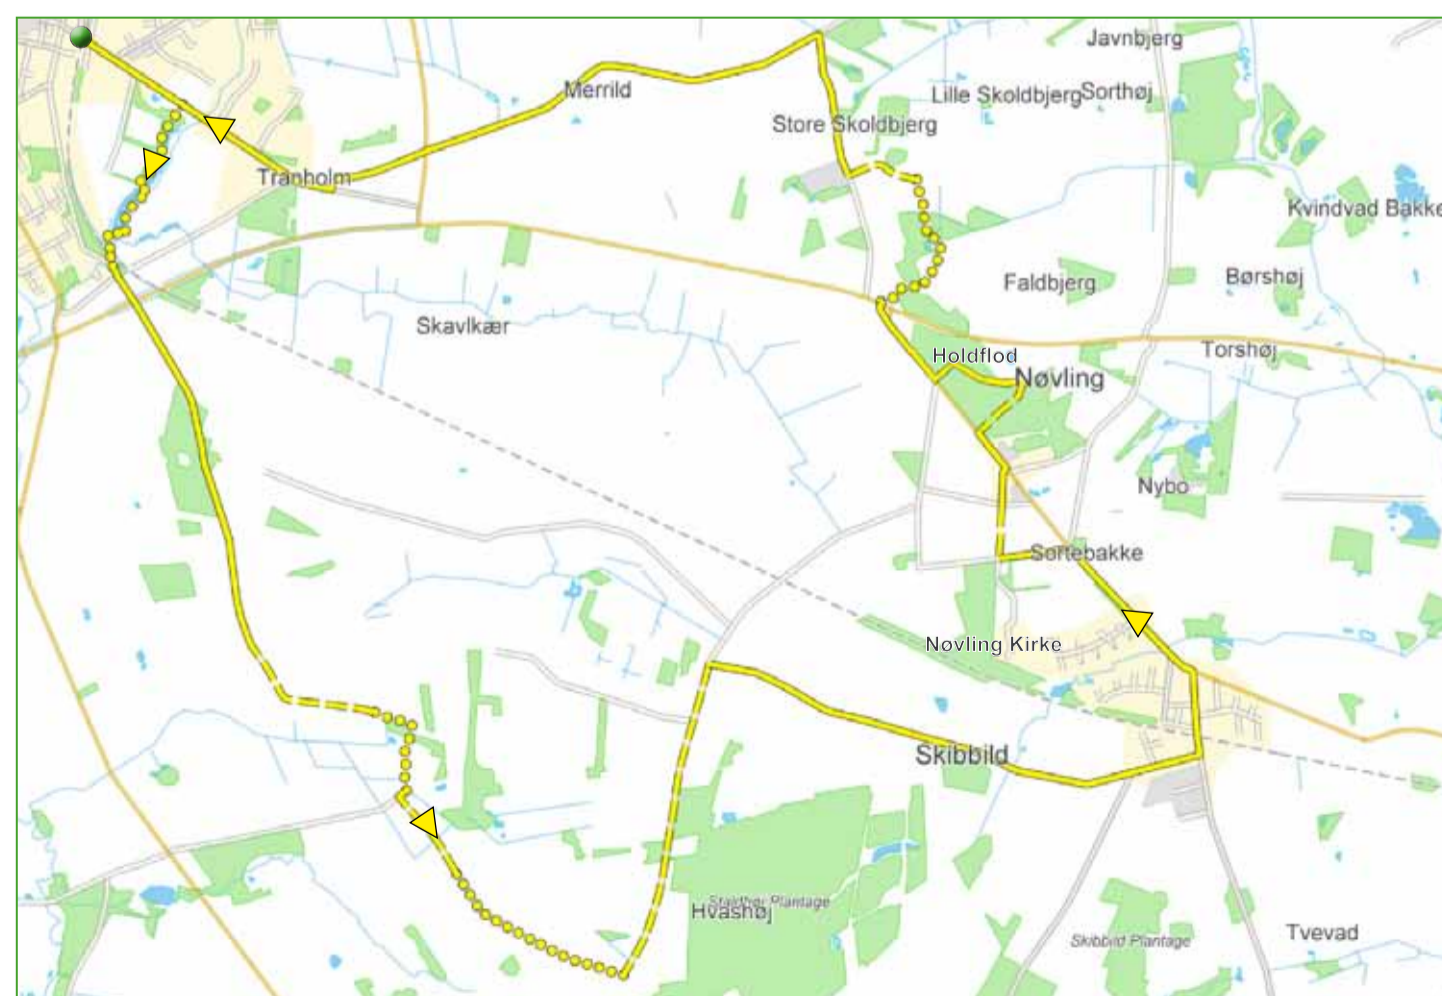 Javnbjerg
Merrild
Lille Skoldbjerg
Sorthøj
Store Skoldbjerg
Tranholm
Kvindvad Bakke
Faldbjerg
Børshøj
Skavlkær
Holdflod
Torshøj
Nøvling
Nybo
Sortebakke
Nøvling Kirke
Skibbild
Hvashøj
Plantage
Skibbild Plantage
Tvevad